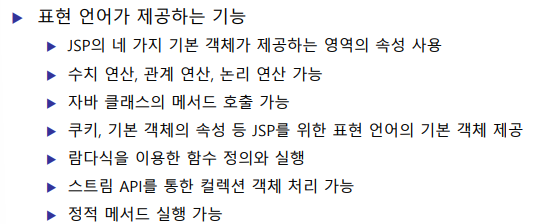 표현 언어가 제공하는 기능
JSP의 네 가지 기본 객체가 제공하는 영역의 속성 사용
수치 연산, 관계 연산, 논리 연산 가능
자바 클래스의 메서드 호출 가능
쿠키, 기본 객체의 속성 등 JSP를 위한 표현 언어의 기본 객체 제공
람다식을 이용한 함수 정의와 실행
스트림 API를 통한 컬렉션 객체 처리 가능
정적 메서드 실행 가능